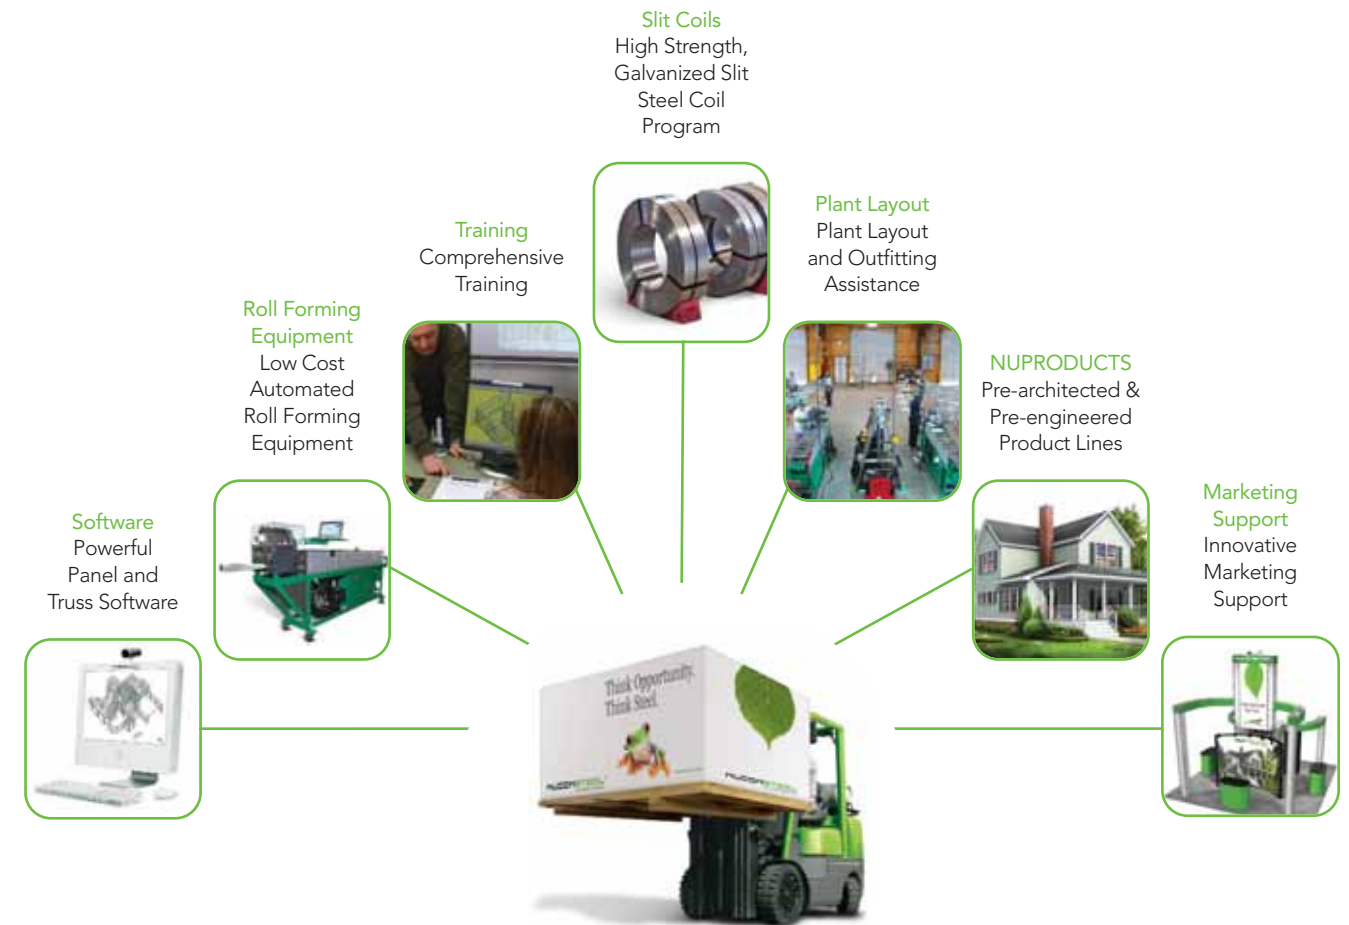 Slit Coils
High Strength,
Galvanized Slit
Steel Coil
Program
Plant Layout
Plant Layout
and Outfitting
Assistance
Training
Comprehensive
Training
Roll Forming
Equipment
Low Cost
Automated
Roll Forming
Equipment
NUPRODUCTS
Pre-architected &
Pre-engineered
Product Lines
Marketing
Support
Innovative
Marketing
Support
Software
Powerful
Panel and
Truss Software
Think Opportunity.
Think Steel.
NUCONSTEEL
NUCONSTEEL